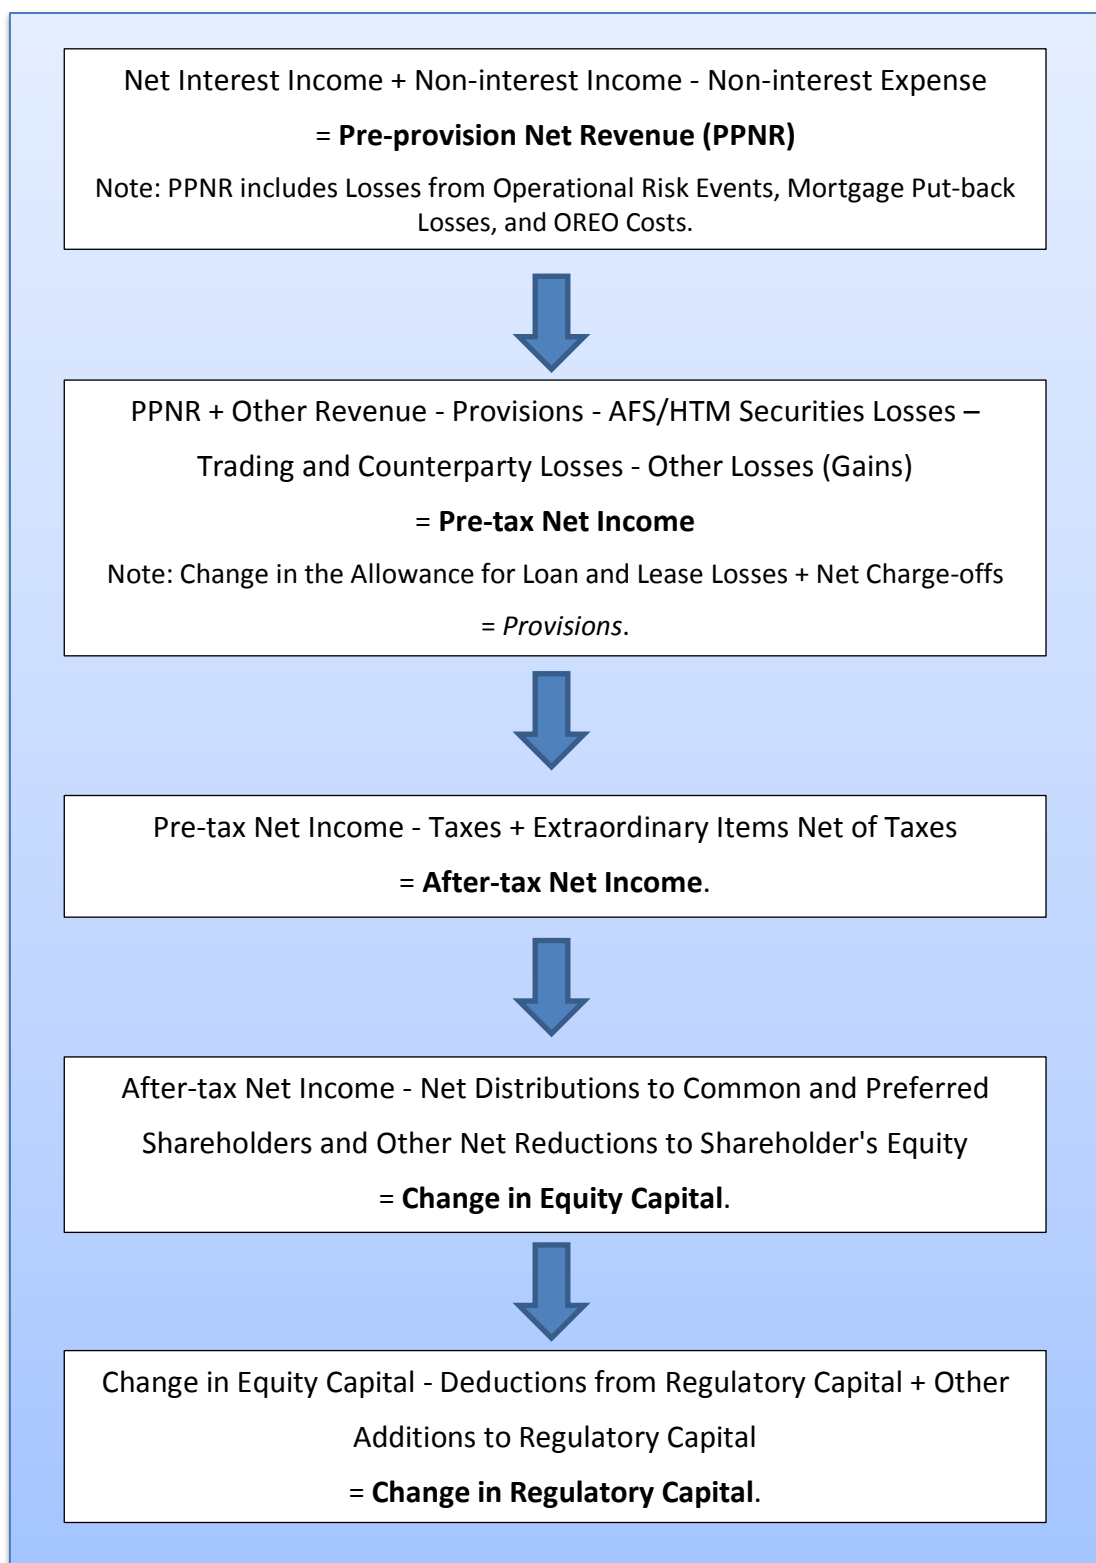 Net Interest Income + Non-interest Income - Non-interest Expense
= Pre-provision Net Revenue (PPNR)
Note: PPNR includes Losses from Operational Risk Events, Mortgage Put-back
Losses, and OREO Costs.
PPNR + Other Revenue - Provisions - AFS/HTM Securities Losses –
Trading and Counterparty Losses - Other Losses (Gains)
= Pre-tax Net Income
Note: Change in the Allowance for Loan and Lease Losses + Net Charge-offs
= Provisions.
Pre-tax Net Income - Taxes + Extraordinary Items Net of Taxes
= After-tax Net Income.
After-tax Net Income - Net Distributions to Common and Preferred
Shareholders and Other Net Reductions to Shareholder's Equity
= Change in Equity Capital.
Change in Equity Capital - Deductions from Regulatory Capital + Other
Additions to Regulatory Capital
= Change in Regulatory Capital.